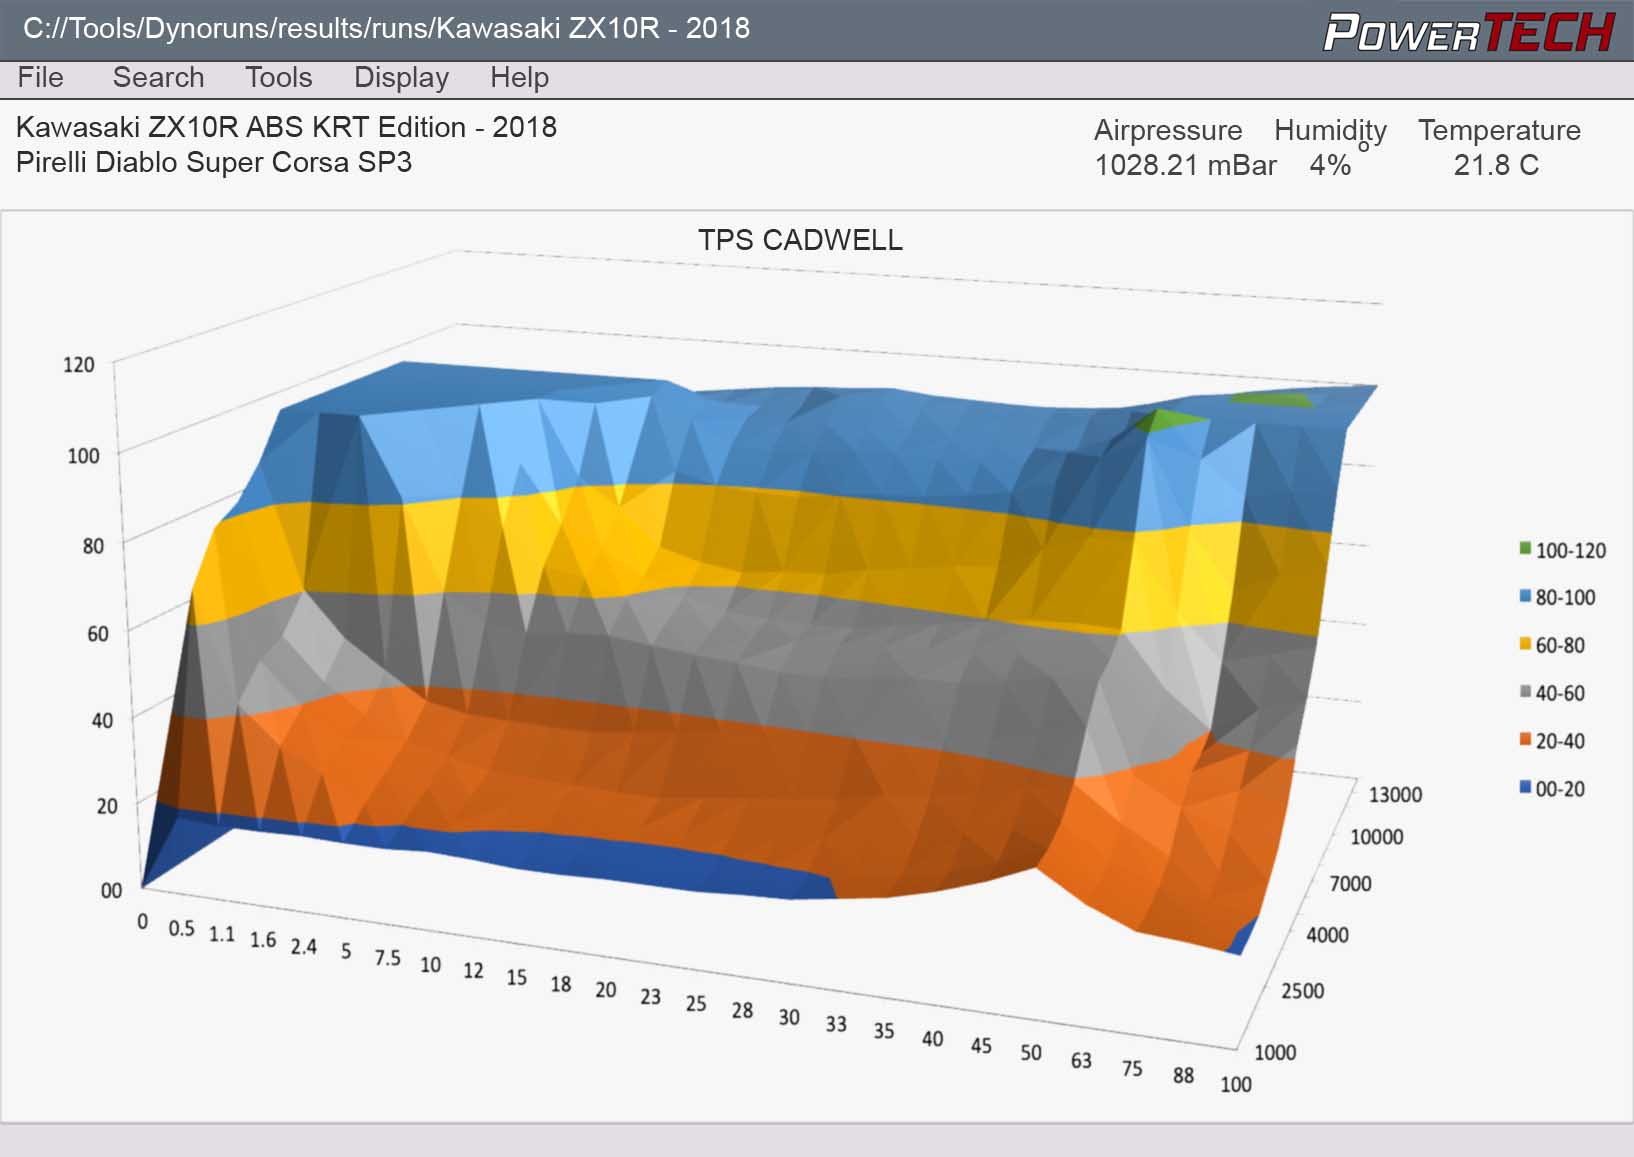 C://Tools/Dynoruns/results/runs/Kawasaki ZX10R - 2018
POWERTECH
File Search Tools Display Help
Kawasaki ZX10R ABS KRT Edition - 2018
Pirelli Diablo Super Corsa SP3
Airpressure Humidity Temperature
1028.21 mBar 4% ° 21.8 C
TPS CADWELL
120
100
80
60
40
20
00
0 0.5 1.1 1.6 2.4 5 7.5 10 12 15 18 20 23 25 28 30 33 35 40 45 50 63 75 88 100
13000
10000
7000
4000
2500
1000
100-120
80-100
60-80
40-60
20-40
00-20